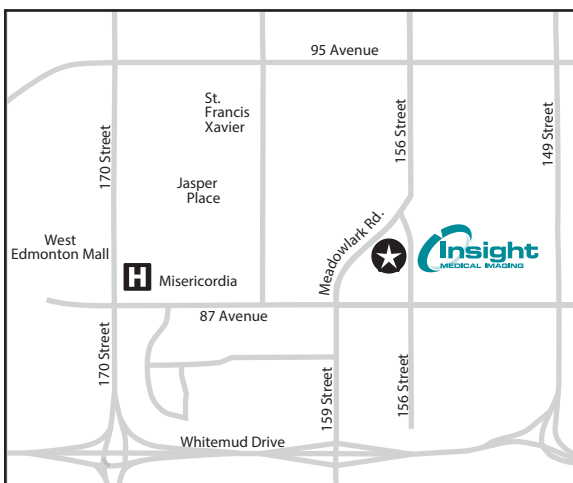 95 Avenue
St.
Francis
Xavier
170 Street
156 Street
149 Street
Jasper
Place
Meadowlark Rd.
West
Edmonton Mall
Insight
MEDICAL IMAGING
H
Misericordia
87 Avenue
170 Street
159 Street
156 Street
Whitemud Drive